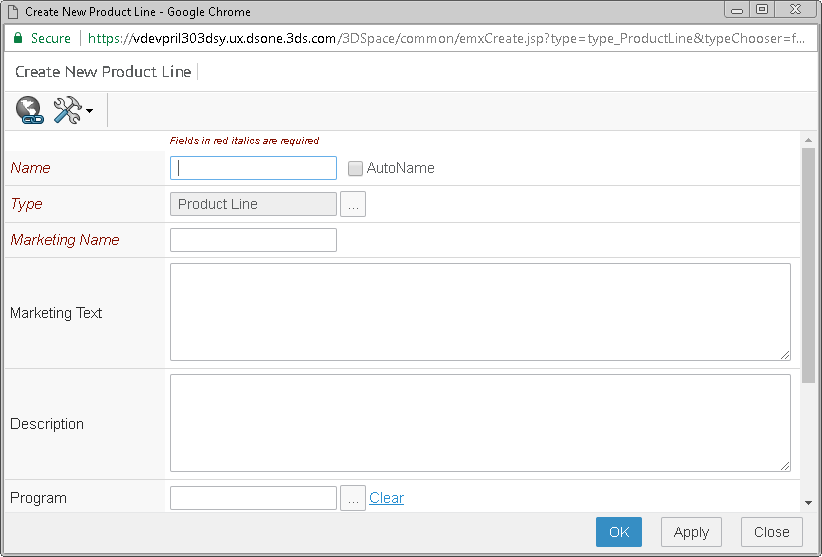 Create New Product Line - Google Chrome
Secure https://vdevpril303dsy.ux.dsone.3ds.com/3DSpace/common/emxCreate.jsp?type=type_ProductLine&typeChooser=f...
Create New Product Line
Fields in red italics are required
Name AutoName
Type Product Line ...
Marketing Name
Marketing Text
Description
Program ... Clear
OK Apply Close